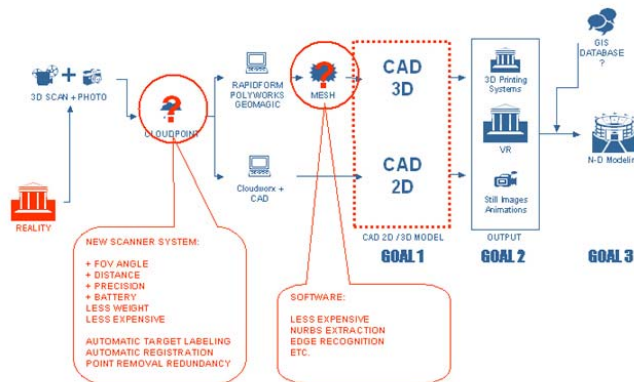 GIS
DATABASE
?
3D SCAN + PHOTO
?
CLOUDPOINT
RAPIDFORM
POLYWORKS
GEOMAGIC
?
MESH
CAD
3D
3D Printing
Systems
VR
N-D Modeling
Cloudworx +
CAD
CAD
2D
Still Images
Animations
REALITY
CAD 2D / 3D MODEL
OUTPUT
GOAL 1
GOAL 2
GOAL 3
NEW SCANNER SYSTEM:
+ FOV ANGLE
+ DISTANCE
+ PRECISION
+ BATTERY
LESS WEIGHT
LESS EXPENSIVE
AUTOMATIC TARGET LABELING
AUTOMATIC REGISTRATION
POINT REMOVAL REDUNDANCY
SOFTWARE:
LESS EXPENSIVE
NURBS EXTRACTION
EDGE RECOGNITION
ETC.